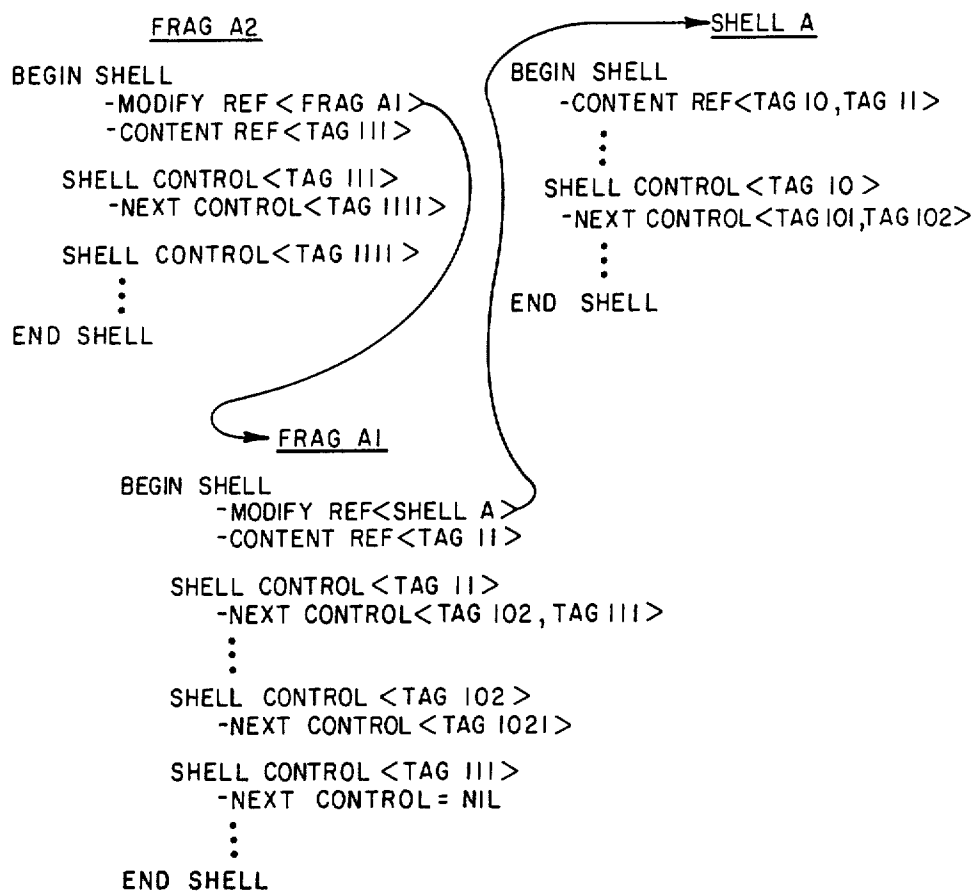 FRAG A2
BEGIN SHELL
-MODIFY REF<FRAG A1>
-CONTENT REF<TAG 111>
SHELL CONTROL<TAG 111>
-NEXT CONTROL<TAG 1111>
SHELL CONTROL<TAG 1111>
END SHELL
SHELL A
BEGIN SHELL
-CONTENT REF<TAG 10, TAG 11>
SHELL CONTROL<TAG 10>
-NEXT CONTROL<TAG 101, TAG 102>
END SHELL
FRAG A1
BEGIN SHELL
-MODIFY REF<SHELL A>
-CONTENT REF<TAG 11>
SHELL CONTROL<TAG 11>
-NEXT CONTROL<TAG 102, TAG 111>
SHELL CONTROL <TAG 102>
-NEXT CONTROL<TAG 1021>
SHELL CONTROL <TAG 111>
-NEXT CONTROL = NIL
END SHELL